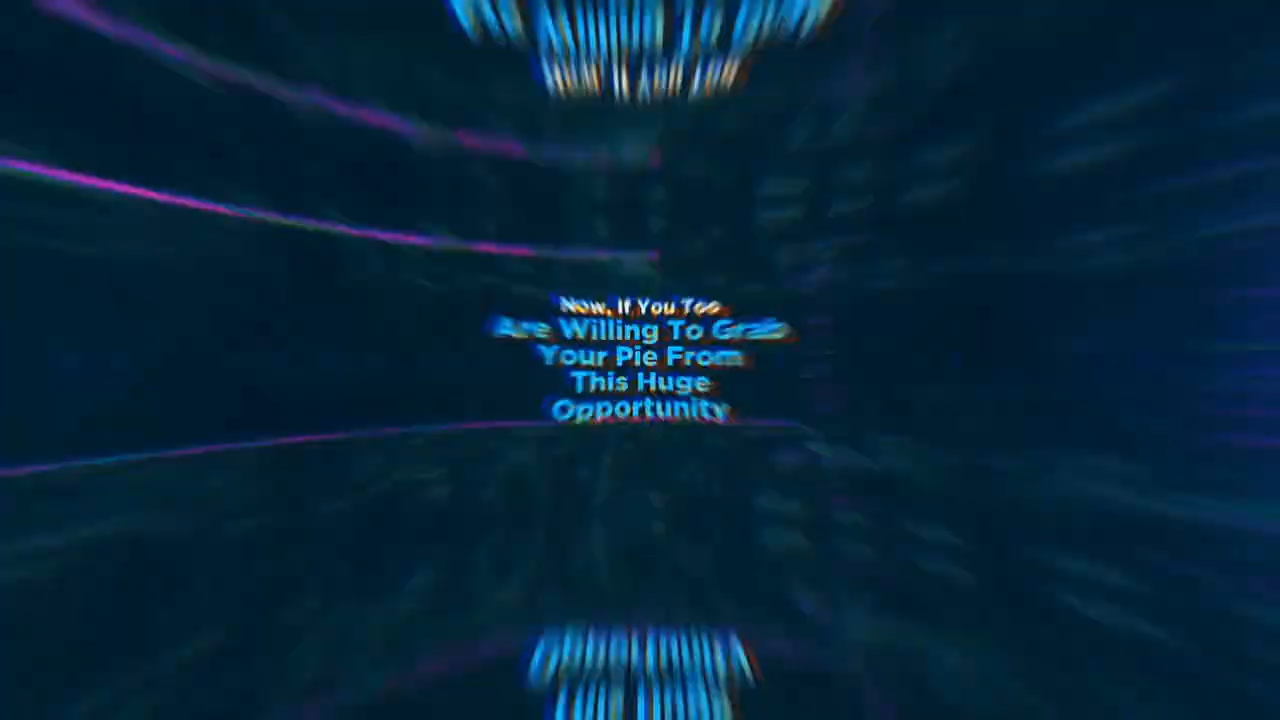 Now, If You Too
Are Willing To Grab
Your Pie From
This Huge
Opportunity